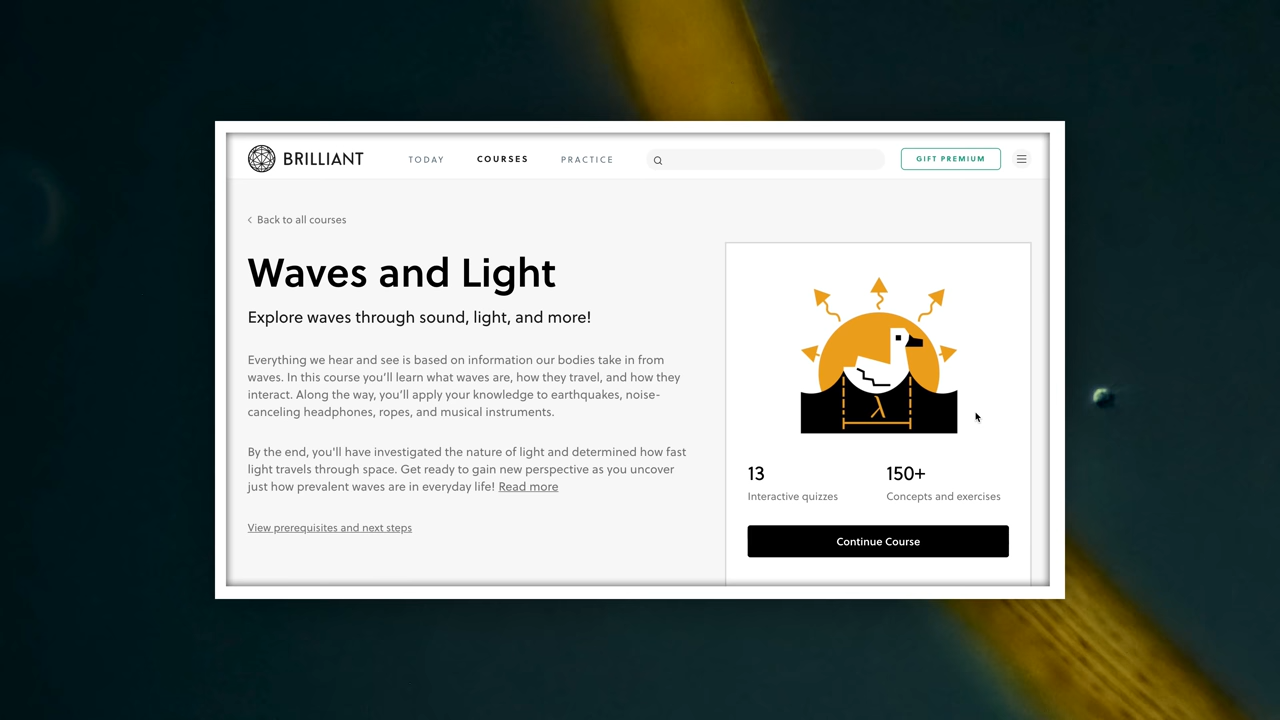 BRILLIANT
TODAY
COURSES
PRACTICE
GIFT PREMIUM
Back to all courses
Waves and Light
Explore waves through sound, light, and more!
Everything we hear and see is based on information our bodies take in from
waves. In this course you’ll learn what waves are, how they travel, and how they
interact. Along the way, you’ll apply your knowledge to earthquakes, noise-
canceling headphones, ropes, and musical instruments.
By the end, you'll have investigated the nature of light and determined how fast
light travels through space. Get ready to gain new perspective as you uncover
just how prevalent waves are in everyday life! Read more
View prerequisites and next steps
λ
13
Interactive quizzes
150+
Concepts and exercises
Continue Course